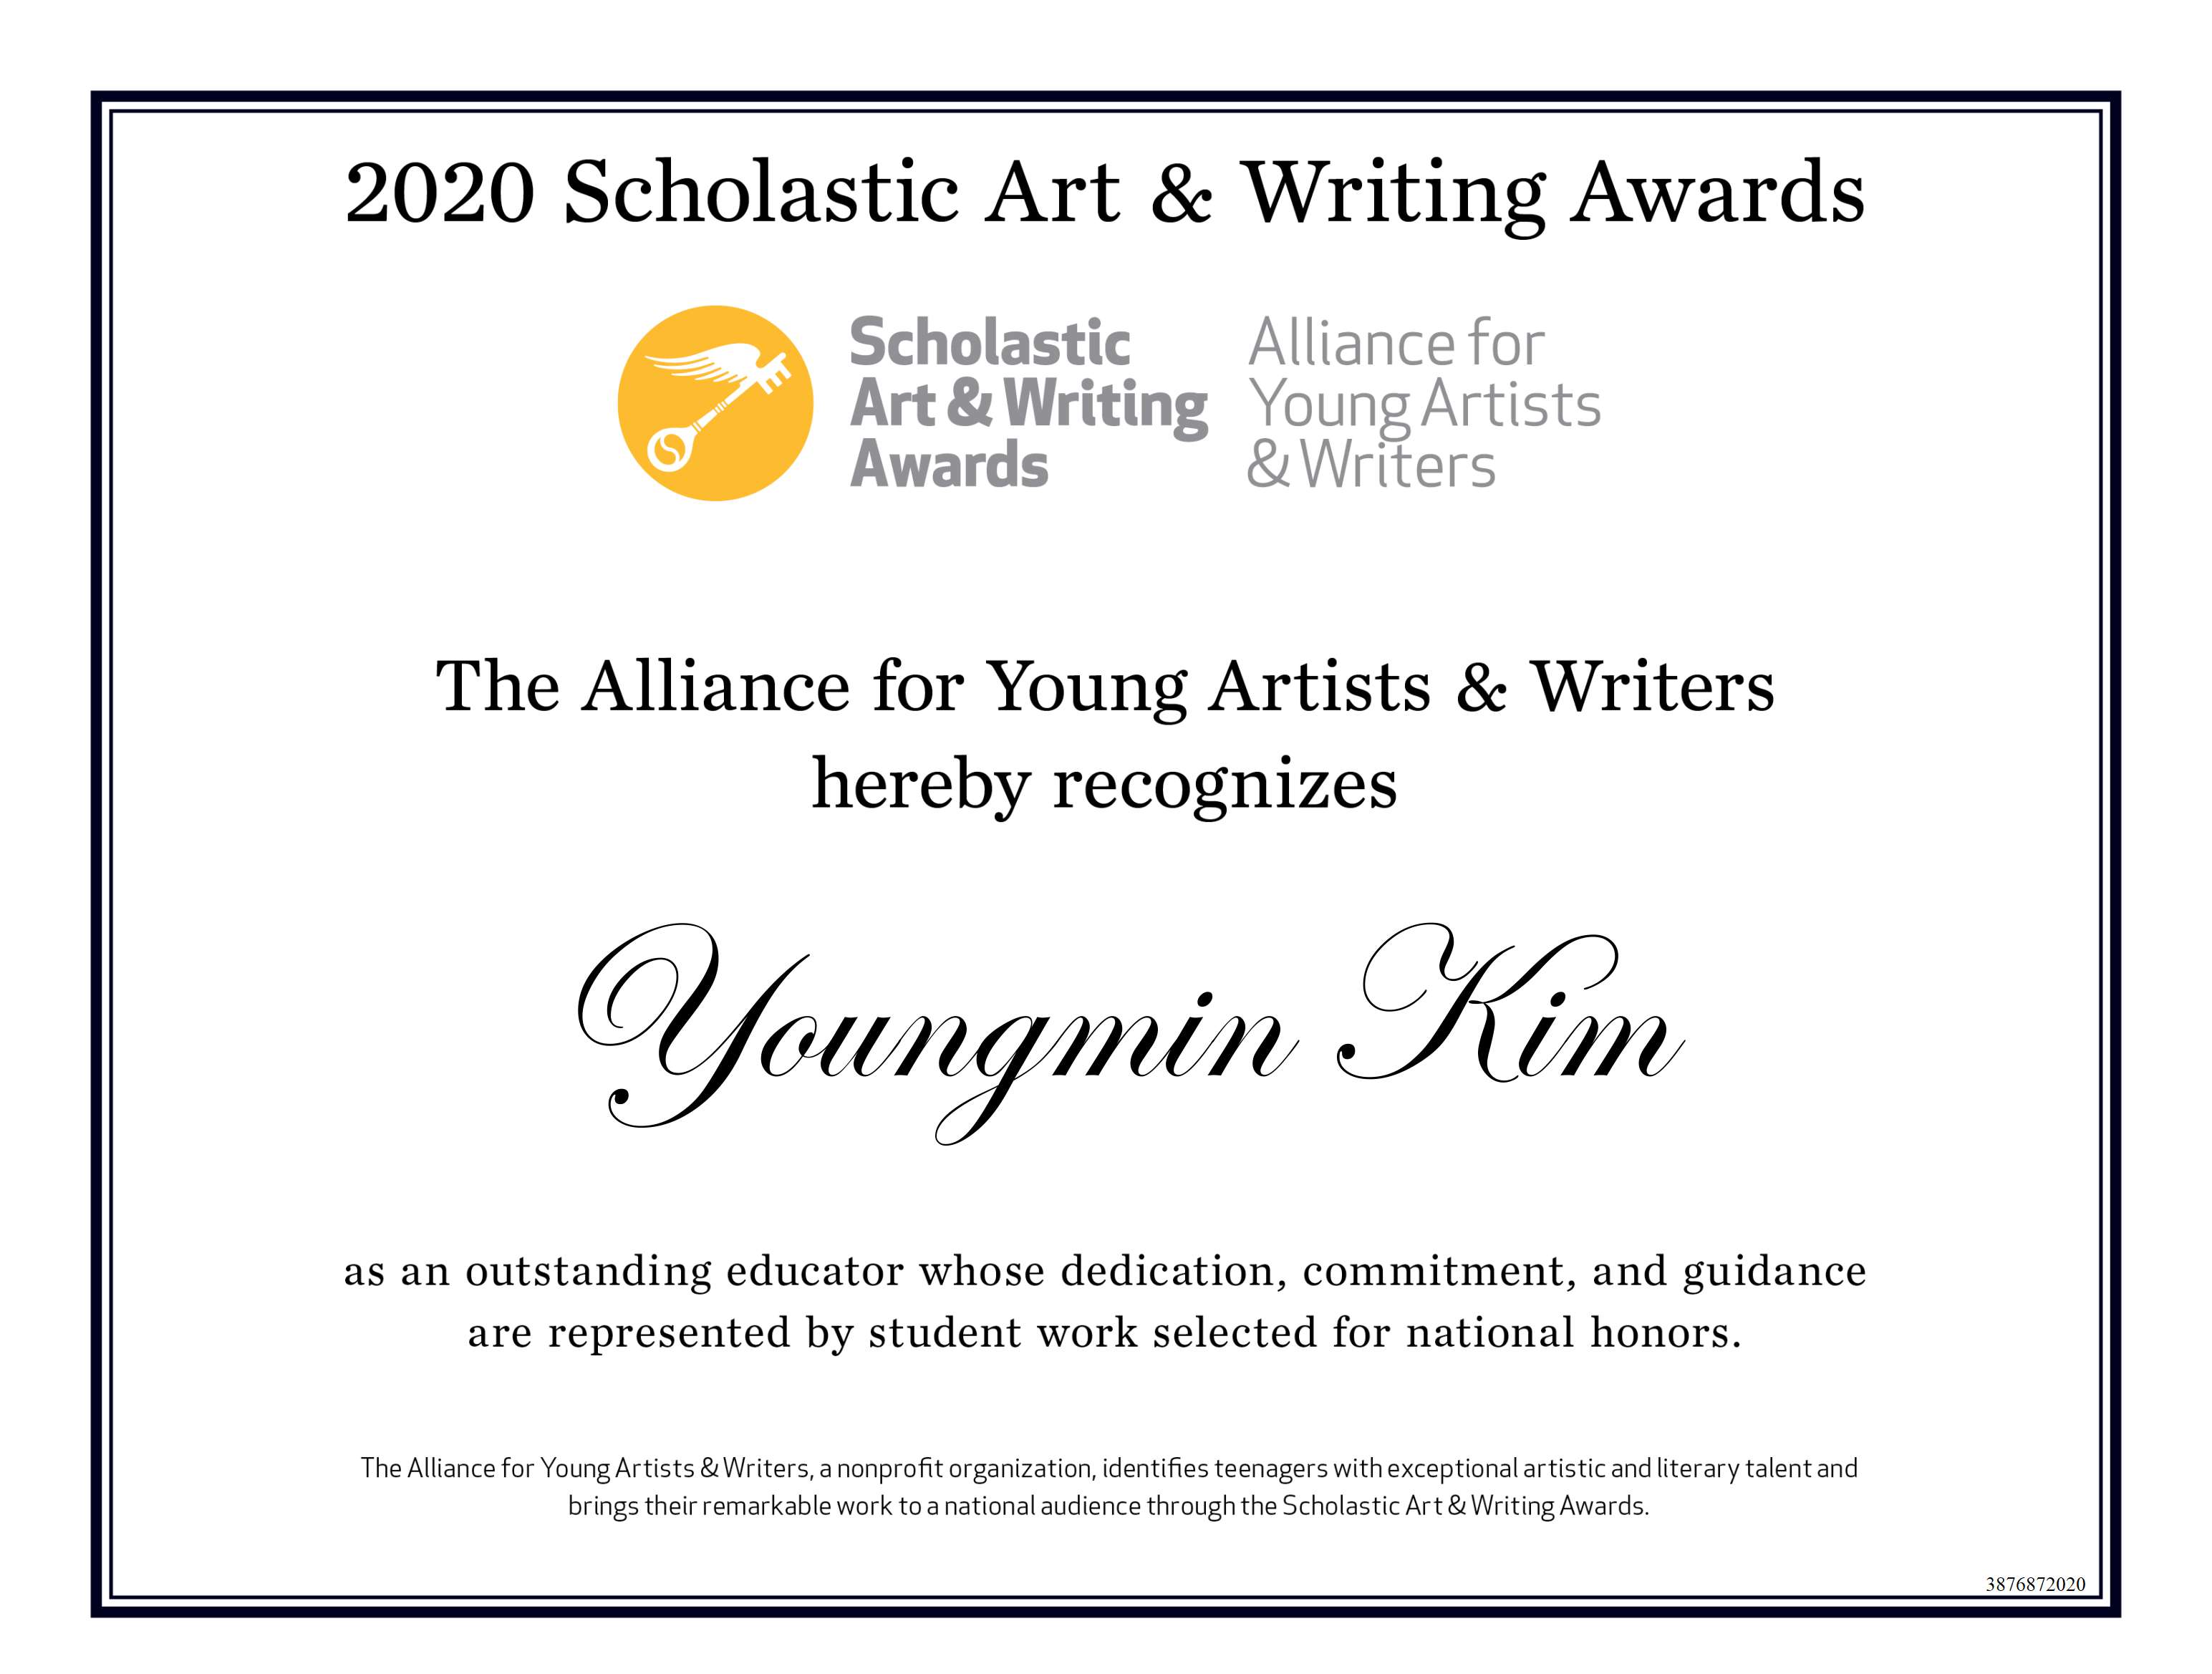 2020 Scholastic Art & Writing Awards
Scholastic
Art & Writing
Awards
Alliance for
Young Artists
& Writers
The Alliance for Young Artists & Writers
hereby recognizes
Youngmin Kim
as an outstanding educator whose dedication, commitment, and guidance
are represented by student work selected for national honors.
The Alliance for Young Artists & Writers, a nonprofit organization, identifies teenagers with exceptional artistic and literary talent and
brings their remarkable work to a national audience through the Scholastic Art & Writing Awards.
3876872020